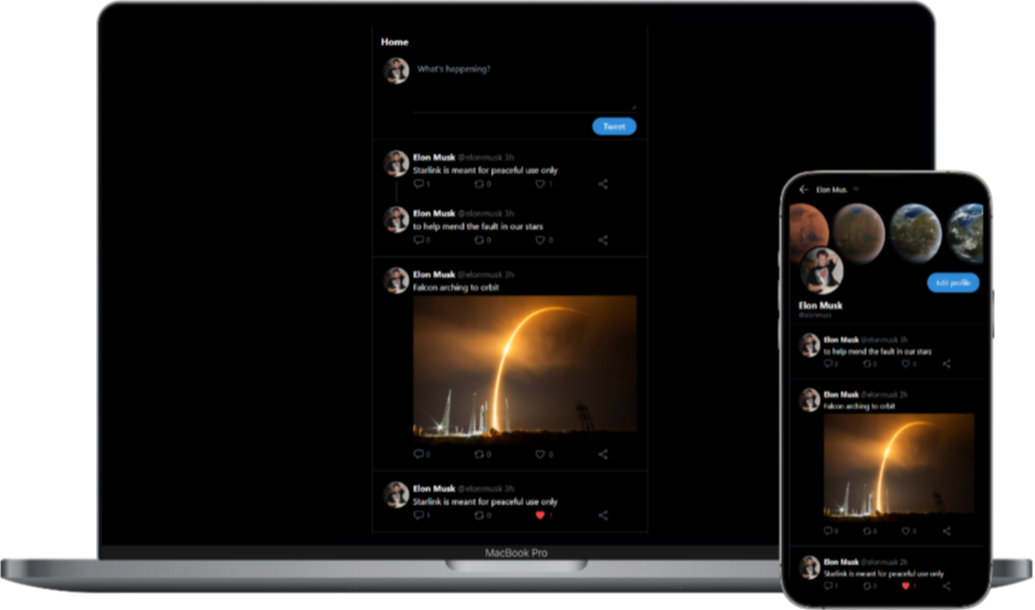 Home
What's happening?
Tweet
Elon Musk @elonmusk 3h
Starlink is meant for peaceful use only
1 0 1
Elon Musk @elonmusk 3h
to help mend the fault in our stars
0 0 0
Elon Musk @elonmusk 3h
Falcon arching to orbit
0 0 0
Elon Musk @elonmusk 3h
Starlink is meant for peaceful use only
1 0 1
MacBook Pro
Elon Mus.
Edit profile
Elon Musk
@elonmusk
Elon Musk @elonmusk 2h
to help mend the fault in our stars
0 0 0
Elon Musk @elonmusk 2h
Falcon arching to orbit
0 0 0
Elon Musk @elonmusk 2h
Starlink is meant for peaceful use only
1 0 1